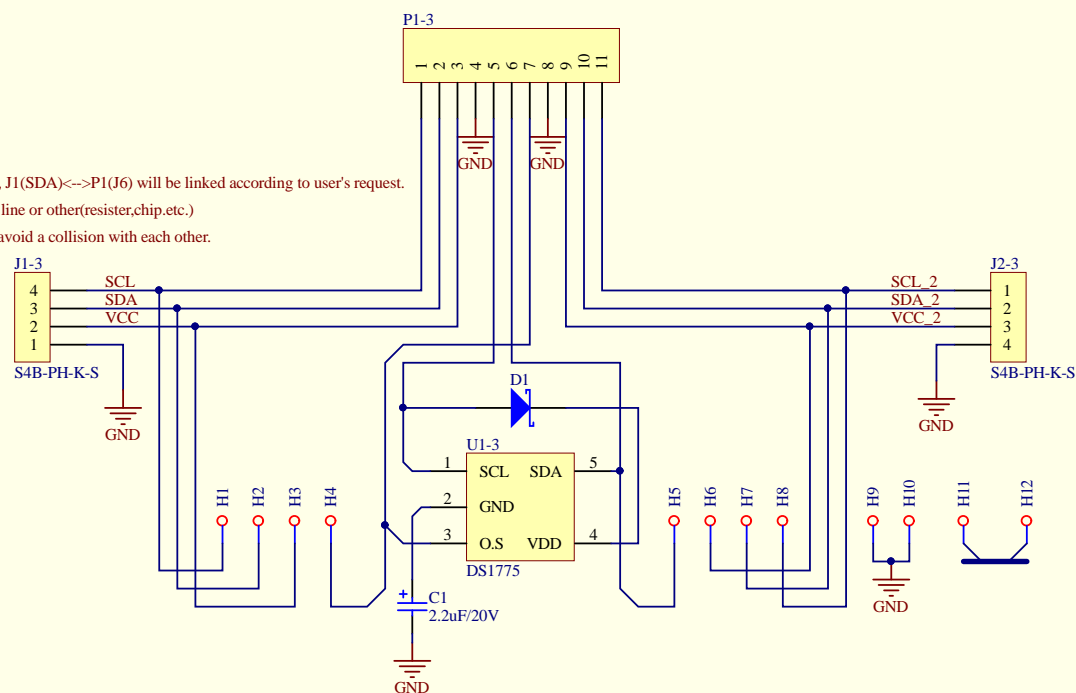 P1-3
1 2 3 4 5 6 7 8 9 10 11
GND GND
, J1(SDA)<-->P1(J6) will be linked according to user's request.
line or other(resister,chip.etc.)
avoid a collision with each other.
J1-3
4 SCL
3 SDA
2 VCC
1
S4B-PH-K-S
GND
J2-3
SCL_2 1
SDA_2 2
VCC_2 3
4
S4B-PH-K-S
GND
D1
U1-3
1 SCL SDA 5
2 GND
3 O.S VDD 4
DS1775
H1 H2 H3 H4 H5 H6 H7 H8 H9 H10 H11 H12
+ C1
2.2uF/20V
GND
GND